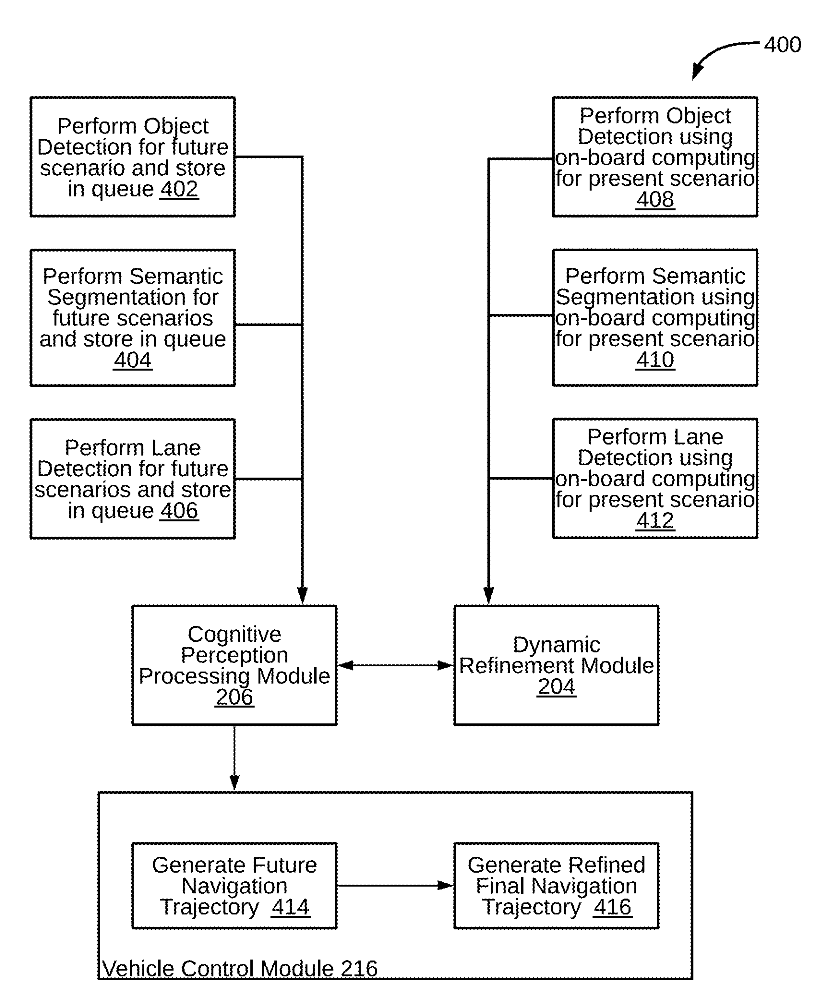 400
Perform Object
Detection for future
scenario and store
in queue 402
Perform Semantic
Segmentation for
future scenarios
and store in queue
404
Perform Lane
Detection for future
scenarios and store
in queue 406
Perform Object
Detection using
on-board computing
for present scenario
408
Perform Semantic
Segmentation using
on-board computing
for present scenario
410
Perform Lane
Detection using
on-board computing
for present scenario
412
Cognitive
Perception
Processing Module
206
Dynamic
Refinement Module
204
Generate Future
Navigation
Trajectory 414
Generate Refined
Final Navigation
Trajectory 416
Vehicle Control Module 216